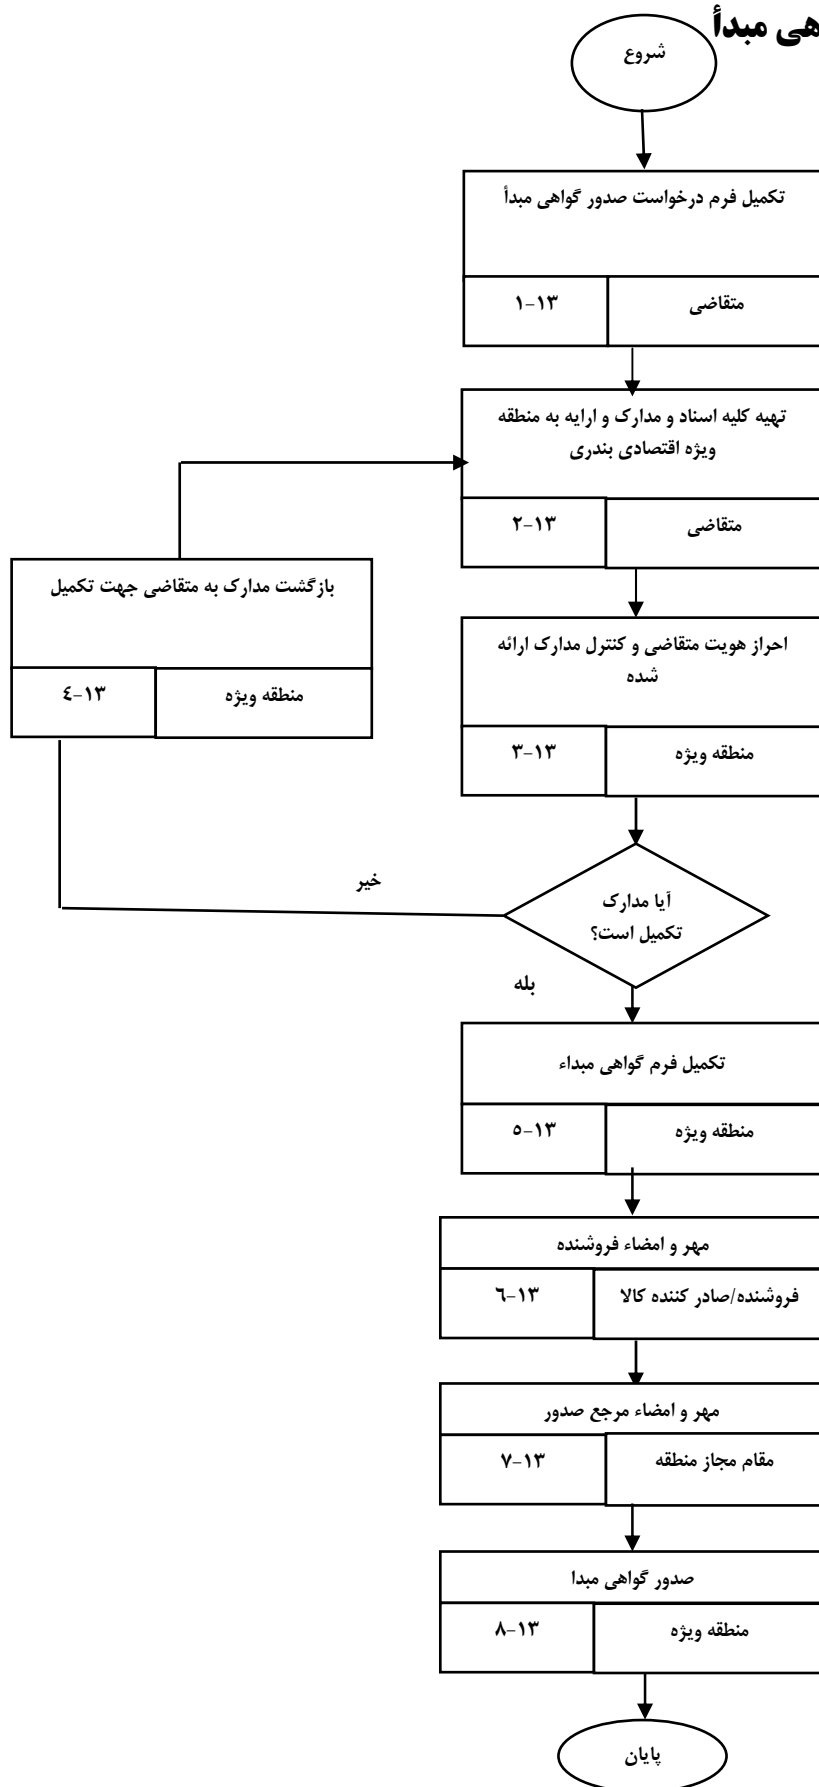 هی مبدأ
شروع
تکمیل فرم درخواست صدور گواهی مبدأ
متقاضی
۱-۱۳
تهیه کلیه اسناد و مدارک و ارایه به منطقه
ویژه اقتصادی بندری
متقاضی
۲-۱۳
بازگشت مدارک به متقاضی جهت تکمیل
منطقه ویژه
٤-۱۳
احراز هویت متقاضی و کنترل مدارک ارائه
شده
منطقه ویژه
۳-۱۳
آیا مدارک
تکمیل است؟
خیر
بله
تکمیل فرم گواهی مبداء
منطقه ویژه
٥-۱۳
مهر و امضاء فروشنده
فروشنده/صادر کننده کالا
٦-۱۳
مهر و امضاء مرجع صدور
مقام مجاز منطقه
۷-۱۳
صدور گواهی مبدا
منطقه ویژه
۸-۱۳
پایان